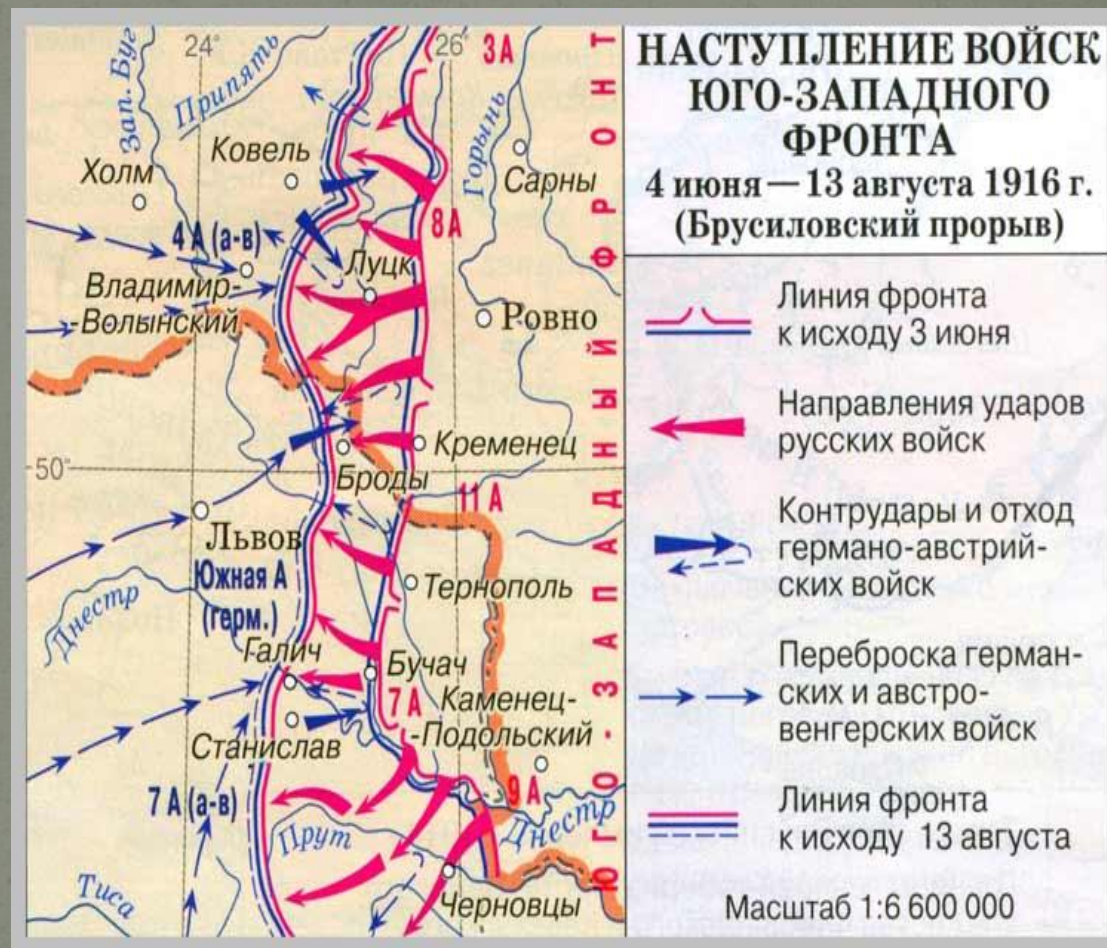 НАСТУПЛЕНИЕ ВОЙСК
ЮГО-ЗАПАДНОГО
ФРОНТА
4 июня — 13 августа 1916 г.
(Брусиловский прорыв)
Линия фронта
к исходу 3 июня
Направления ударов
русских войск
Контрудары и отход
германо-австрий-
ских войск
Переброска герман-
ских и австро-
венгерских войск
Линия фронта
к исходу 13 августа
Масштаб 1:6 600 000
24°
26°
3А
Зап. Буг
Припять
Горынь
Ковель
Холм
Сарны
8А
4 А (а-в)
Луцк
Владимир-
-Волынский
Ровно
Кременец
50°
Броды
11 А
Львов
Южная А
(герм.)
Тернополь
Днестр
Галич
Бучач
7А
Каменец-
-Подольский
Станислав
7 А (а-в)
9А
Днестр
Прут
Тиса
Черновцы
ЮГО-ЗАПАДНЫЙ ФРОНТ